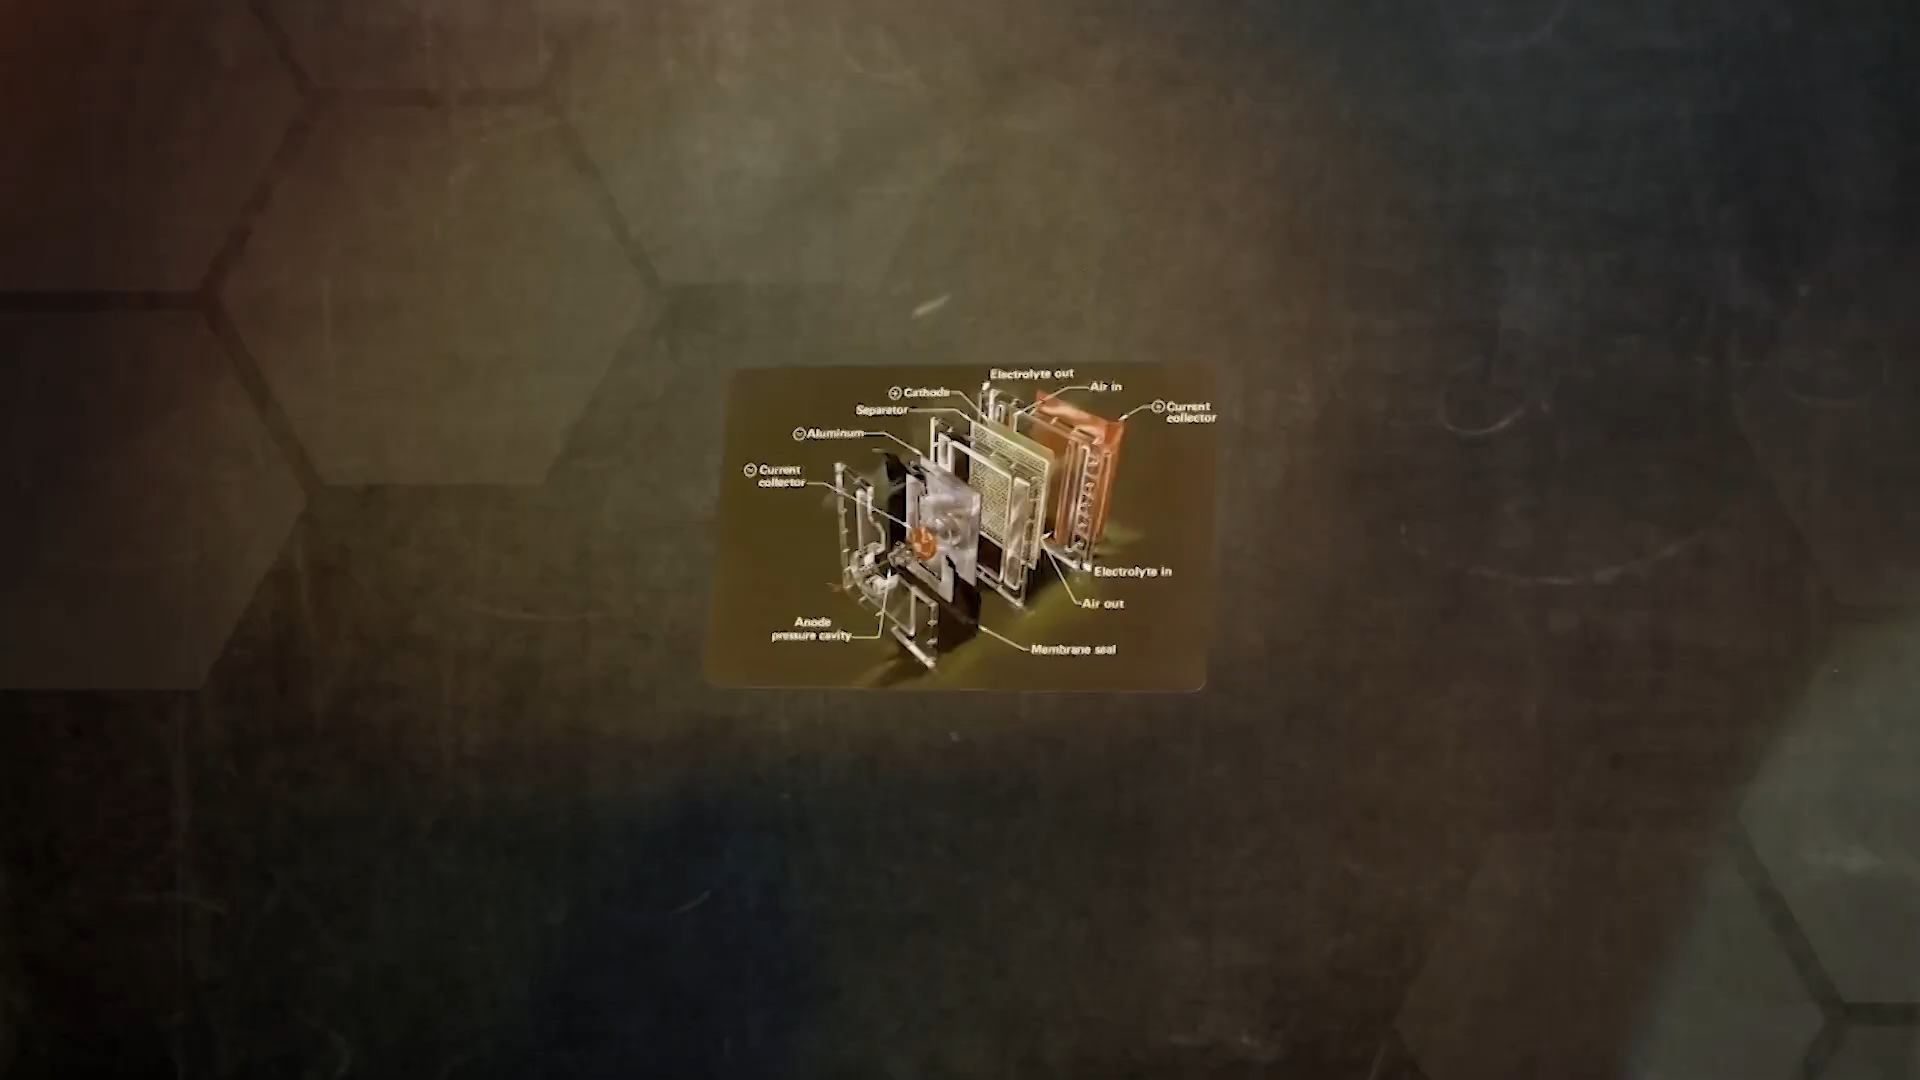 Electrolyte out
Air in
Cathode
Current
collector
Separator
Aluminum
Current
collector
Electrolyte in
Air out
Anode
pressure cavity
Membrane seal